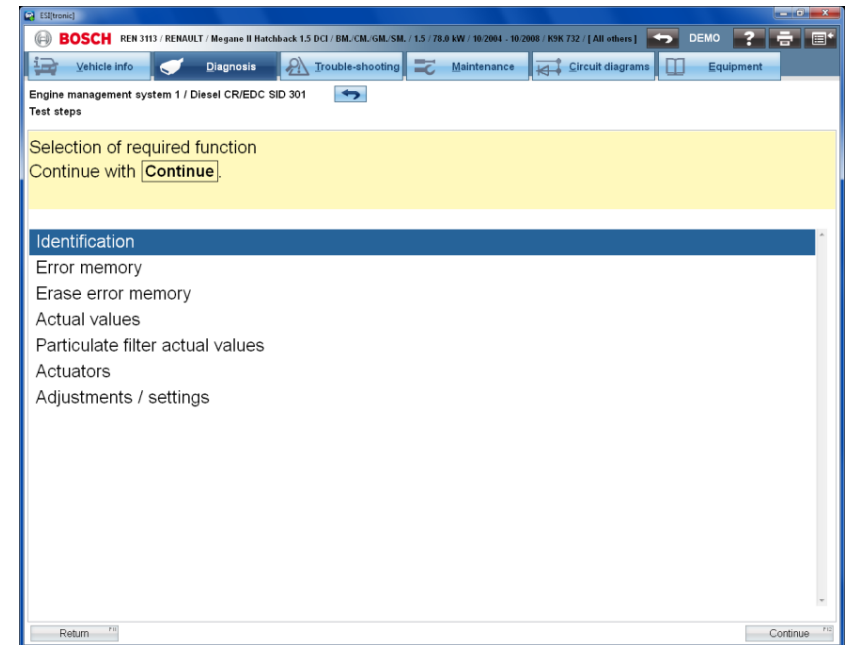 ESI[tronic]
BOSCH REN 3113 / RENAULT / Megane II Hatchback 1.5 DCI / BM./CM./GM./SM. / 1.5 / 78.0 kW / 10/2004 - 10/2008 / K9K 732 / [ All others ] DEMO ?
Vehicle info Diagnosis Trouble-shooting Maintenance Circuit diagrams Equipment
Engine management system 1 / Diesel CR/EDC SID 301
Test steps
Selection of required function
Continue with Continue.
Identification
Error memory
Erase error memory
Actual values
Particulate filter actual values
Actuators
Adjustments / settings
Return F11 Continue F12